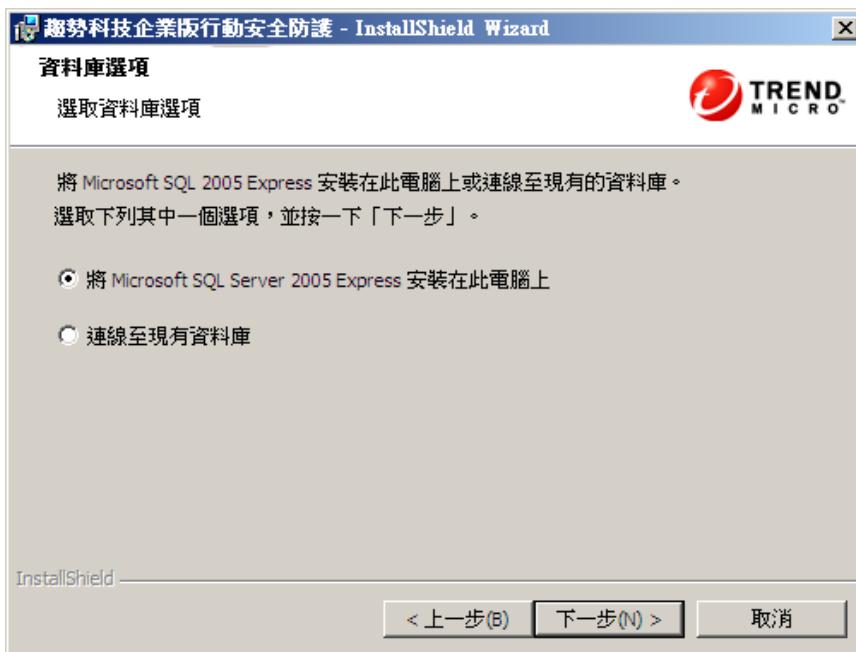 趨勢科技企業版行動安全防護 - InstallShield Wizard
資料庫選項
選取資料庫選項
TREND
MICRO
將 Microsoft SQL 2005 Express 安裝在此電腦上或連線至現有的資料庫。
選取下列其中一個選項，並按一下「下一步」。
將 Microsoft SQL Server 2005 Express 安裝在此電腦上
連線至現有資料庫
InstallShield
< 上一步(B)
下一步(N) >
取消